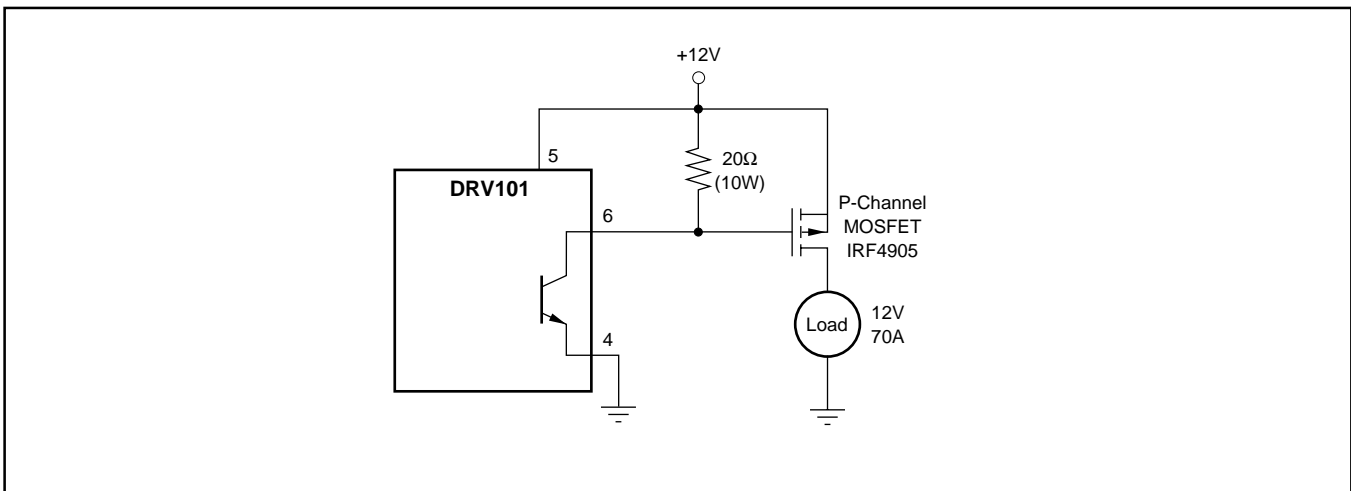 +12V
5
20Ω
(10W)
DRV101
P-Channel
MOSFET
IRF4905
6
Load
12V
70A
4